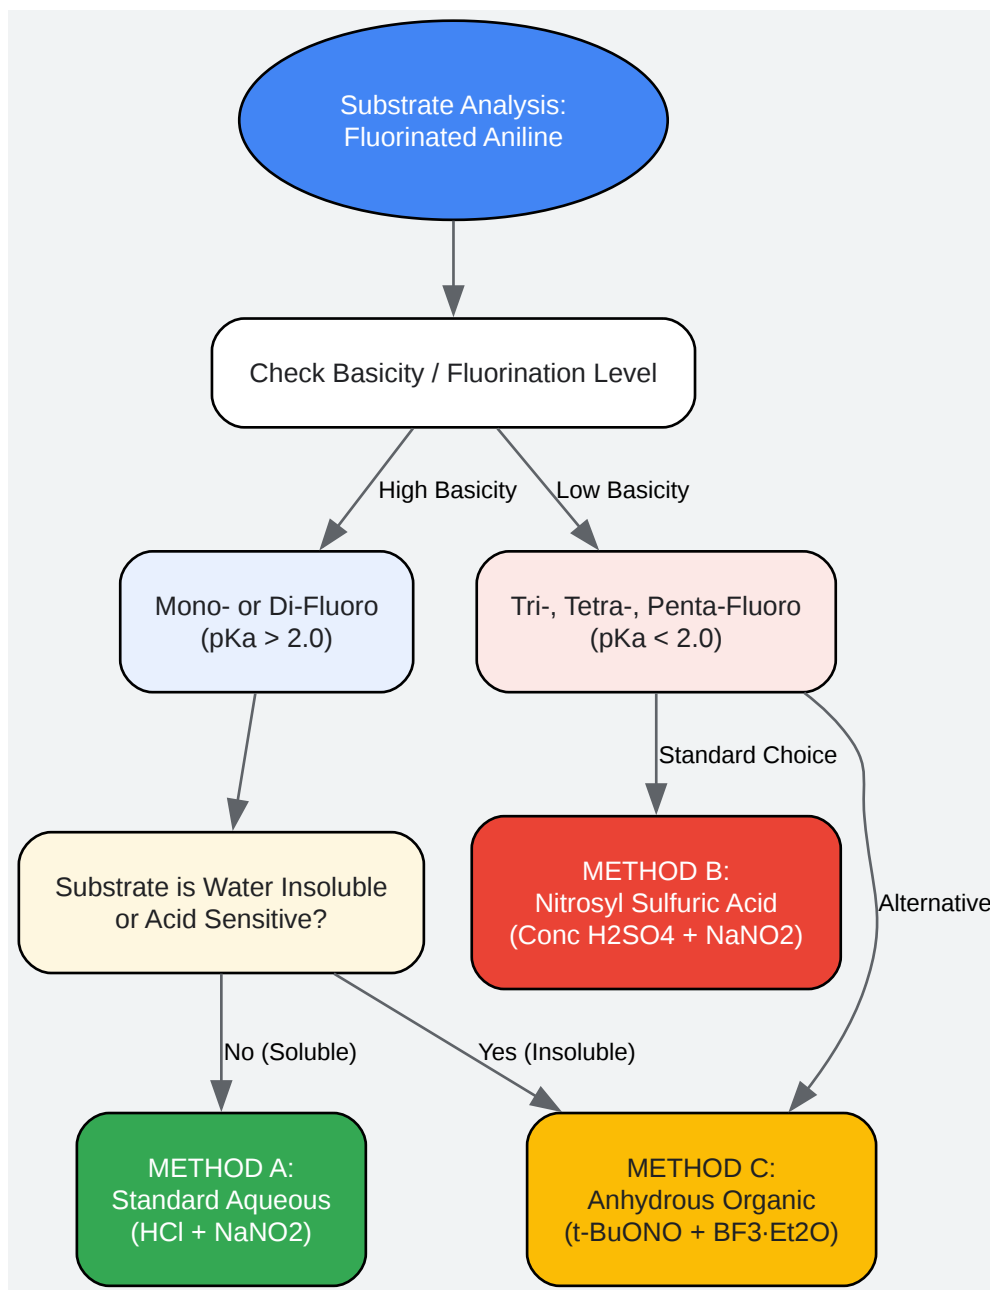 Substrate Analysis:
Fluorinated Aniline
Check Basicity / Fluorination Level
High Basicity
Low Basicity
Mono- or Di-Fluoro
(pKa > 2.0)
Tri-, Tetra-, Penta-Fluoro
(pKa < 2.0)
Standard Choice
Substrate is Water Insoluble
or Acid Sensitive?
METHOD B:
Nitrosyl Sulfuric Acid
(Conc H2SO4 + NaNO2)
Alternative
No (Soluble)
Yes (Insoluble)
METHOD A:
Standard Aqueous
(HCl + NaNO2)
METHOD C:
Anhydrous Organic
(t-BuONO + BF3·Et2O)